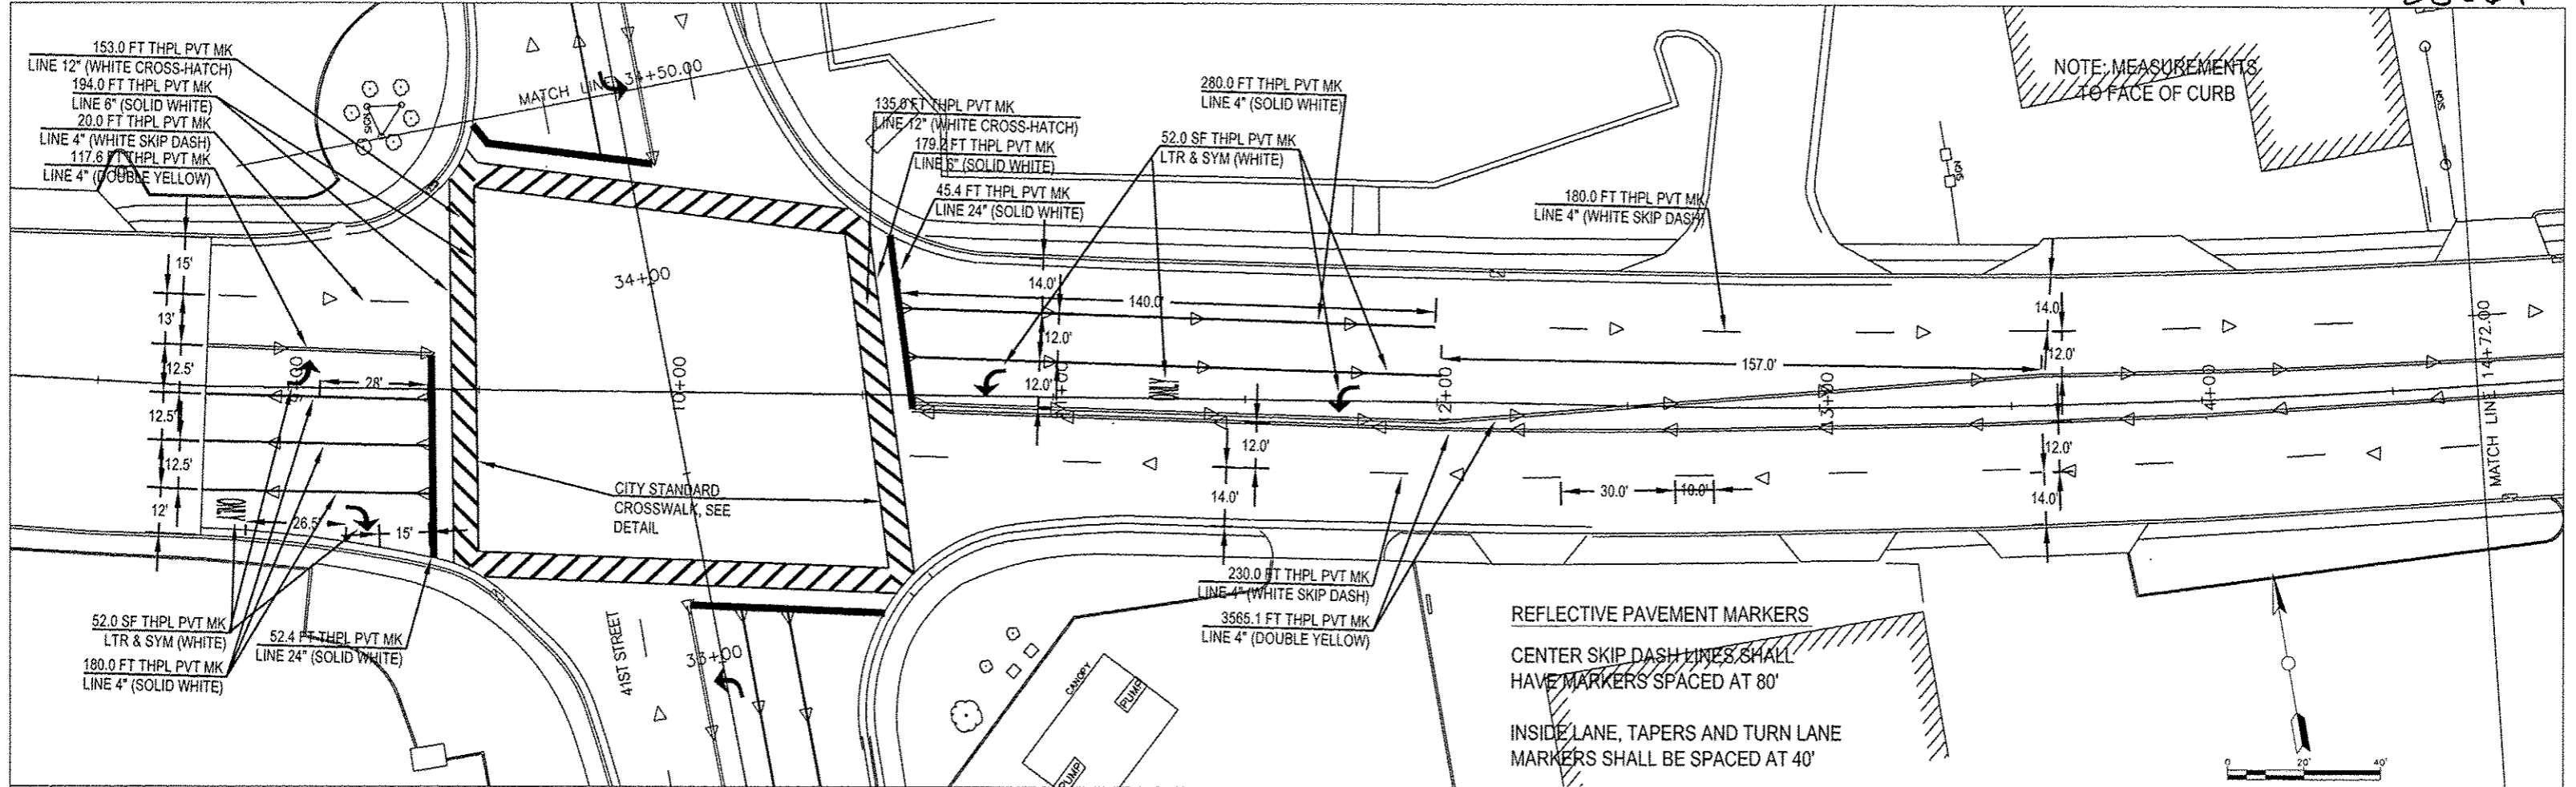 153.0 FT THPL PVT MK
LINE 12" (WHITE CROSS-HATCH)
194.0 FT THPL PVT MK
LINE 6" (SOLID WHITE)
20.0 FT THPL PVT MK
LINE 4" (WHITE SKIP DASH)
117.6 FT THPL PVT MK
LINE 4" (DOUBLE YELLOW)
SIGN
MATCH LINE 34+50.00
135.0 FT THPL PVT MK
LINE 12" (WHITE CROSS-HATCH)
179.2 FT THPL PVT MK
LINE 6" (SOLID WHITE)
45.4 FT THPL PVT MK
LINE 24" (SOLID WHITE)
280.0 FT THPL PVT MK
LINE 4" (SOLID WHITE)
52.0 SF THPL PVT MK
LTR & SYM (WHITE)
180.0 FT THPL PVT MK
LINE 4" (WHITE SKIP DASH)
NOTE: MEASUREMENTS
TO FACE OF CURB
SIGN
SIGN
15'
13'
12.5'
12.5'
12.5'
12'
28'
ONLY
26.5'
15'
34+00
10+00
CITY STANDARD
CROSSWALK, SEE
DETAIL
14.0'
140.0'
12.0'
12.0'
ONLY
12.0'
14.0'
2+00
157.0'
13+00
30.0'
10.0'
14.0'
12.0'
12.0'
14.0'
4+00
MATCH LINE 14+72.00
52.0 SF THPL PVT MK
LTR & SYM (WHITE)
180.0 FT THPL PVT MK
LINE 4" (SOLID WHITE)
52.4 FT THPL PVT MK
LINE 24" (SOLID WHITE)
41ST STREET
33+00
CANOPY
PUMP
PUMP
230.0 FT THPL PVT MK
LINE 4" (WHITE SKIP DASH)
3565.1 FT THPL PVT MK
LINE 4" (DOUBLE YELLOW)
REFLECTIVE PAVEMENT MARKERS
CENTER SKIP DASH LINES SHALL
HAVE MARKERS SPACED AT 80'
INSIDE LANE, TAPERS AND TURN LANE
MARKERS SHALL BE SPACED AT 40'
0 20' 40'